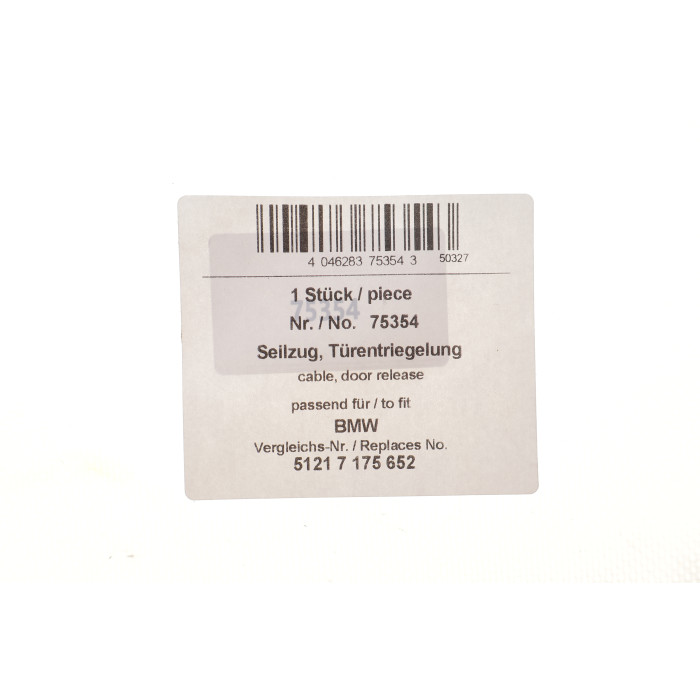 4 046283 75354 3 50327
1 Stück / piece
75354
Nr. / No. 75354
Seilzug, Türentriegelung
cable, door release
passend für / to fit
BMW
Vergleichs-Nr. / Replaces No.
5121 7 175 652